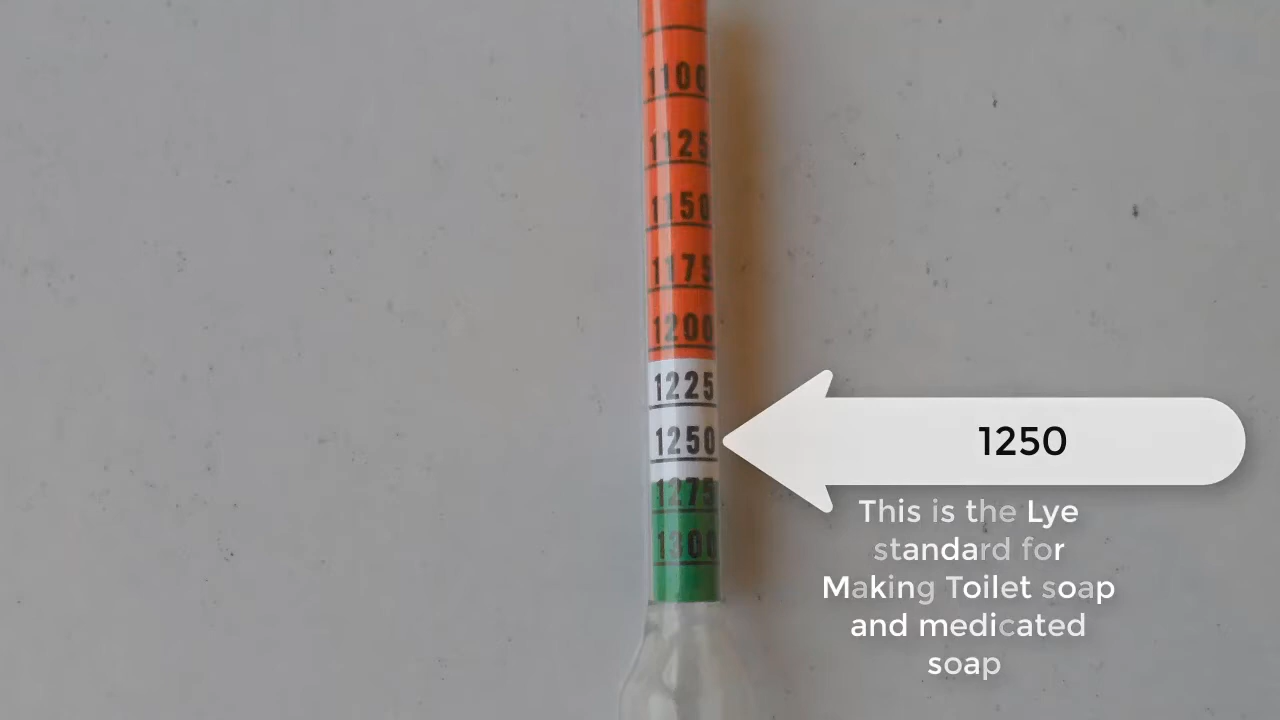 1100
1125
1150
1175
1200
1225
1250
1275
1300
1250
This is the Lye
standard for
Making Toilet soap
and medicated
soap